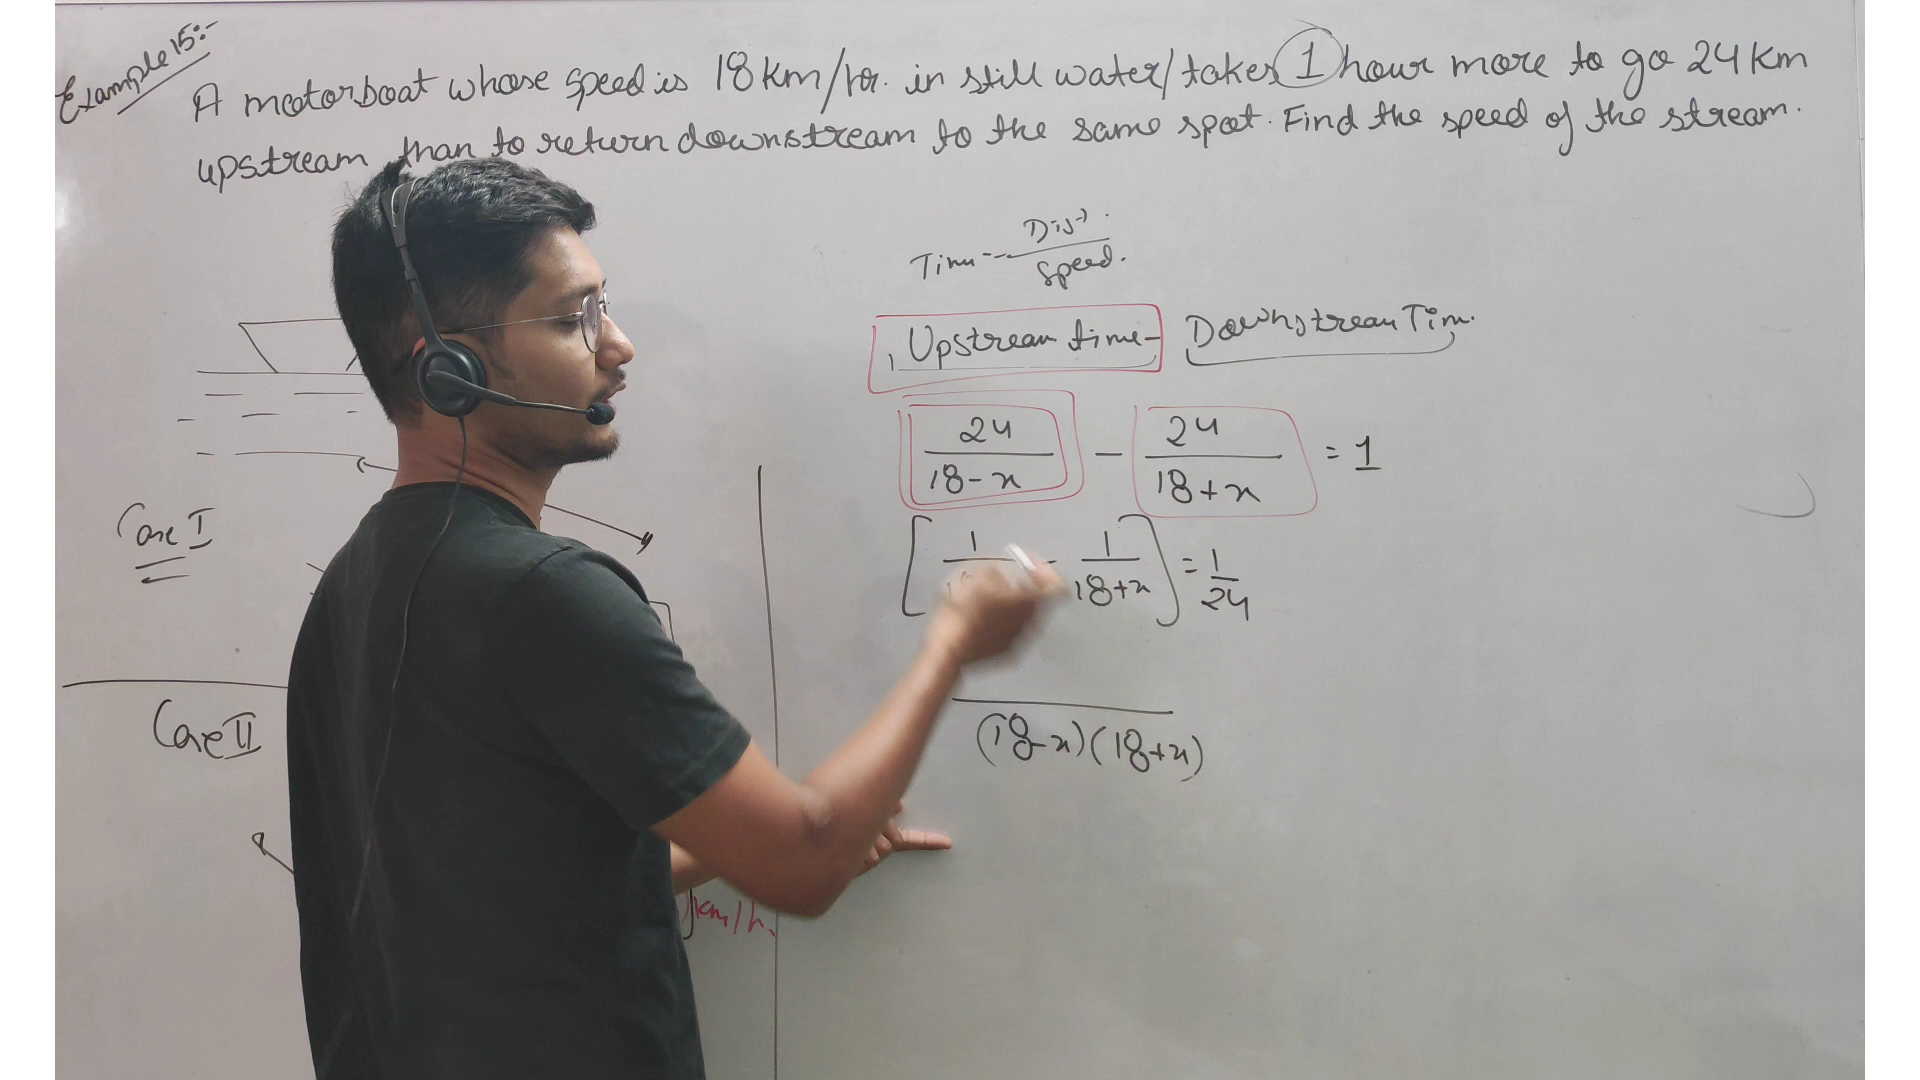 Example 15:-
A motorboat whose speed is 18 km/hr. in still water/takes 1 hour more to go 24 km
upstream than to return downstream to the same spot. Find the speed of the stream.
Time = Dist. / Speed.
Upstream time - Downstream Tim.
24 / 18-x - 24 / 18+x = 1
[ 1 / - 1 / 18+x ] = 1 / 24
Case I
(18-x)(18+x)
Case II
km/h.